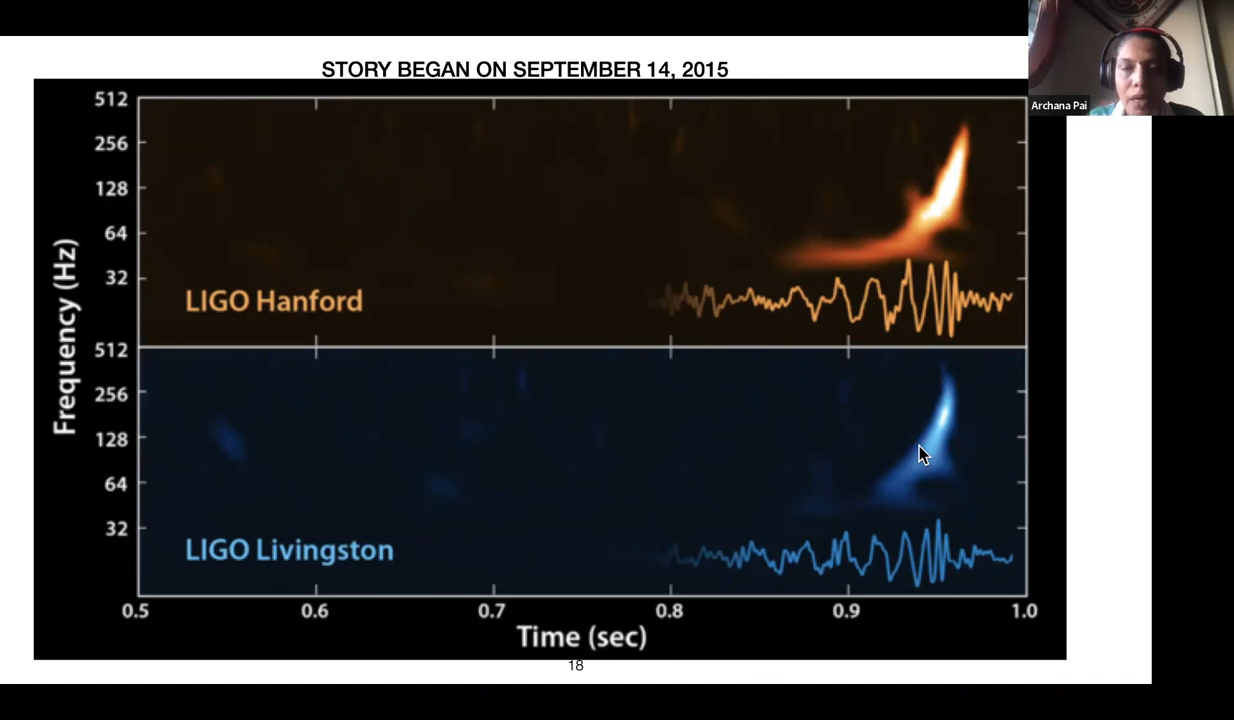 STORY BEGAN ON SEPTEMBER 14, 2015
Archana Pai
Frequency (Hz)
512
256
128
64
32
LIGO Hanford
512
256
128
64
32
LIGO Livingston
0.5 0.6 0.7 0.8 0.9 1.0
Time (sec)
18